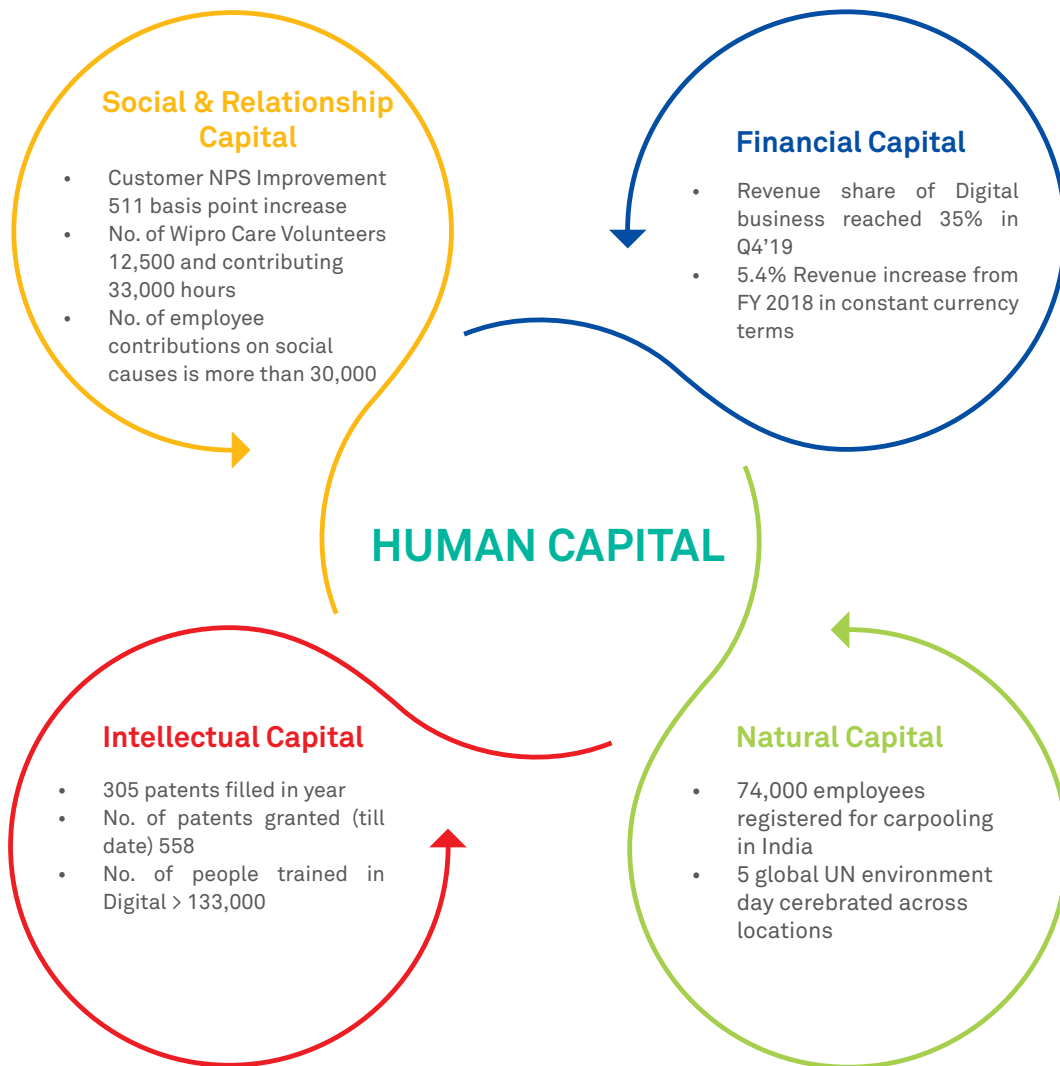 Social & Relationship
Capital
• Customer NPS Improvement
511 basis point increase
• No. of Wipro Care Volunteers
12,500 and contributing
33,000 hours
• No. of employee
contributions on social
causes is more than 30,000
Financial Capital
• Revenue share of Digital
business reached 35% in
Q4'19
• 5.4% Revenue increase from
FY 2018 in constant currency
terms
HUMAN CAPITAL
Intellectual Capital
• 305 patents filled in year
• No. of patents granted (till
date) 558
• No. of people trained in
Digital > 133,000
Natural Capital
• 74,000 employees
registered for carpooling
in India
• 5 global UN environment
day cerebrated across
locations